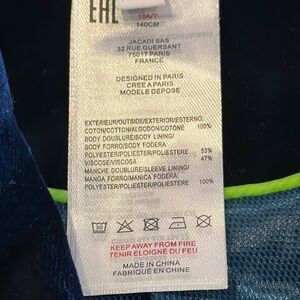 EAC
10A/Y
140CM
JACADI SAS
32 RUE GUERSANT
75017 PARIS
FRANCE
DESIGNED IN PARIS
CREE A PARIS
MODELE DEPOSE
EXTÉRIEUR/OUTSIDE/EXTERIOR/ESTERNO
COTON/COTTON/ALGODON/COTONE 100%
DOUBLURE BODY/BODY LINING/
BODY FORRO/BODY FODERA
POLYESTER/POLYESTER/POLIESTERE 53%
VISCOSE/VISCOSA 47%
MANCHE DOUBLURE/SLEEVE LINING/
MANGA FORRO/MANICA FODERA
POLYESTER/POLYESTER/POLIESTERE 100%
KEEP AWAY FROM FIRE
TENIR ELOIGNE DU FEU
MADE IN CHINA
FABRIQUÉ EN CHINE